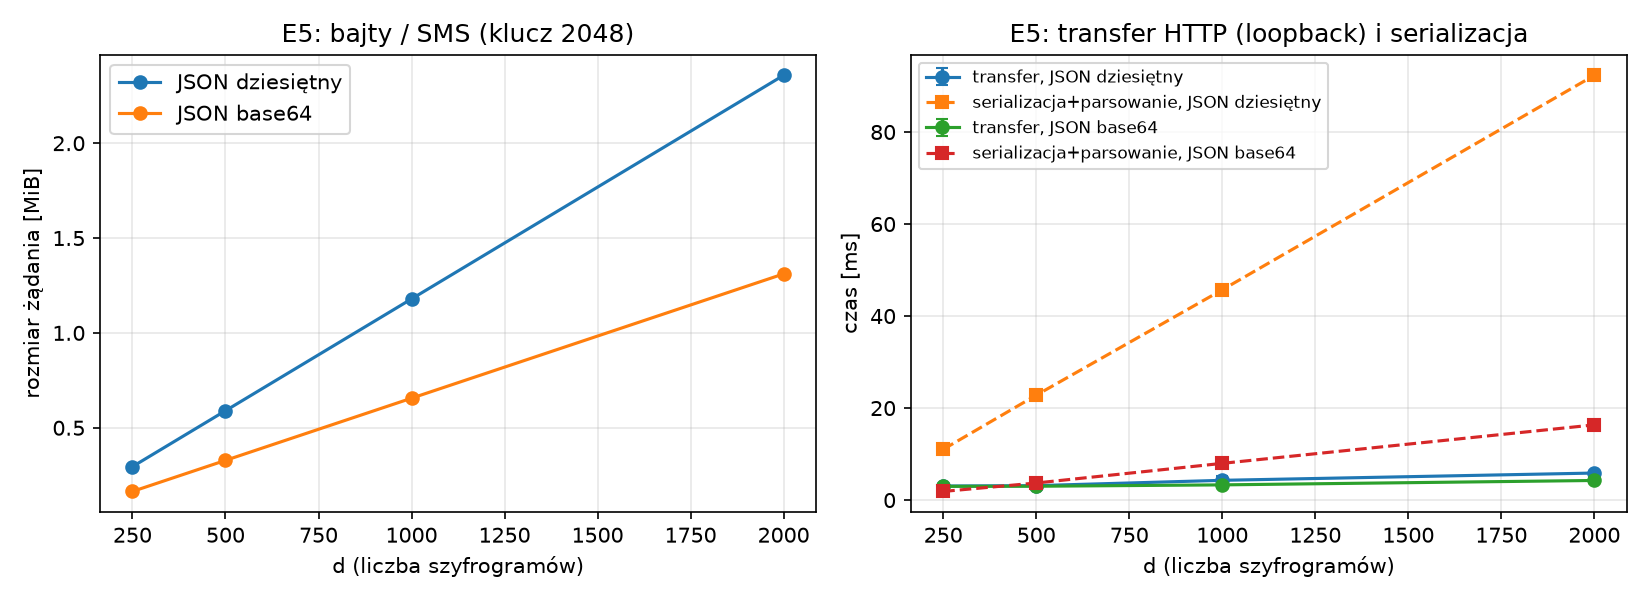 E5: bajty / SMS (klucz 2048)
JSON dziesiętny
JSON base64
rozmiar żądania [MiB]
2.0
1.5
1.0
0.5
250 500 750 1000 1250 1500 1750 2000
d (liczba szyfrogramów)
E5: transfer HTTP (loopback) i serializacja
transfer, JSON dziesiętny
serializacja+parsowanie, JSON dziesiętny
transfer, JSON base64
serializacja+parsowanie, JSON base64
czas [ms]
80
60
40
20
0
250 500 750 1000 1250 1500 1750 2000
d (liczba szyfrogramów)